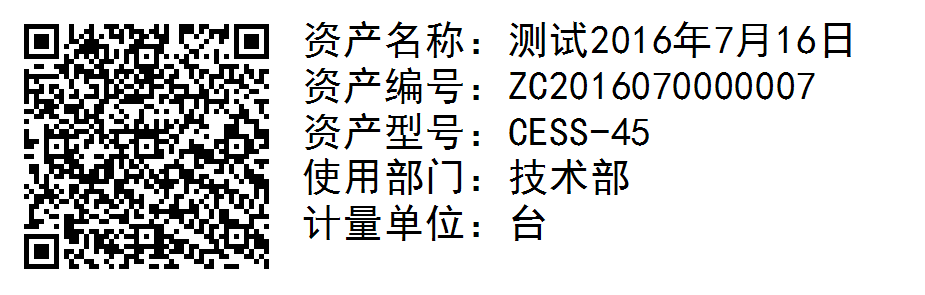 资产名称：测试2016年7月16日
资产编号：ZC2016070000007
资产型号：CESS-45
使用部门：技术部
计量单位：台